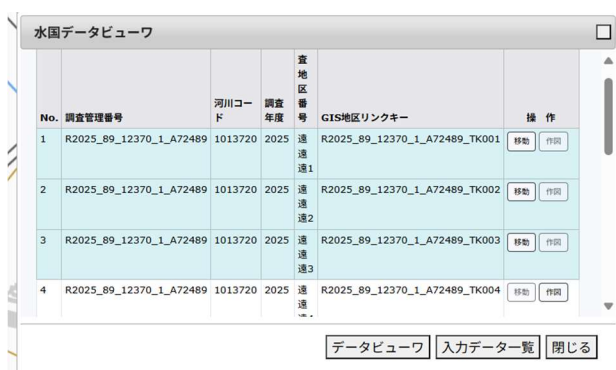 水国データビューワ
No. 調査管理番号 河川コード 調査年度 査地区番号 GIS地区リンクキー 操 作
1 R2025_89_12370_1_A72489 1013720 2025 遠遠遠1 R2025_89_12370_1_A72489_TK001 移動 作図
2 R2025_89_12370_1_A72489 1013720 2025 遠遠遠2 R2025_89_12370_1_A72489_TK002 移動 作図
3 R2025_89_12370_1_A72489 1013720 2025 遠遠遠3 R2025_89_12370_1_A72489_TK003 移動 作図
4 R2025_89_12370_1_A72489 1013720 2025 遠遠 R2025_89_12370_1_A72489_TK004 移動 作図
データビューワ 入力データ一覧 閉じる